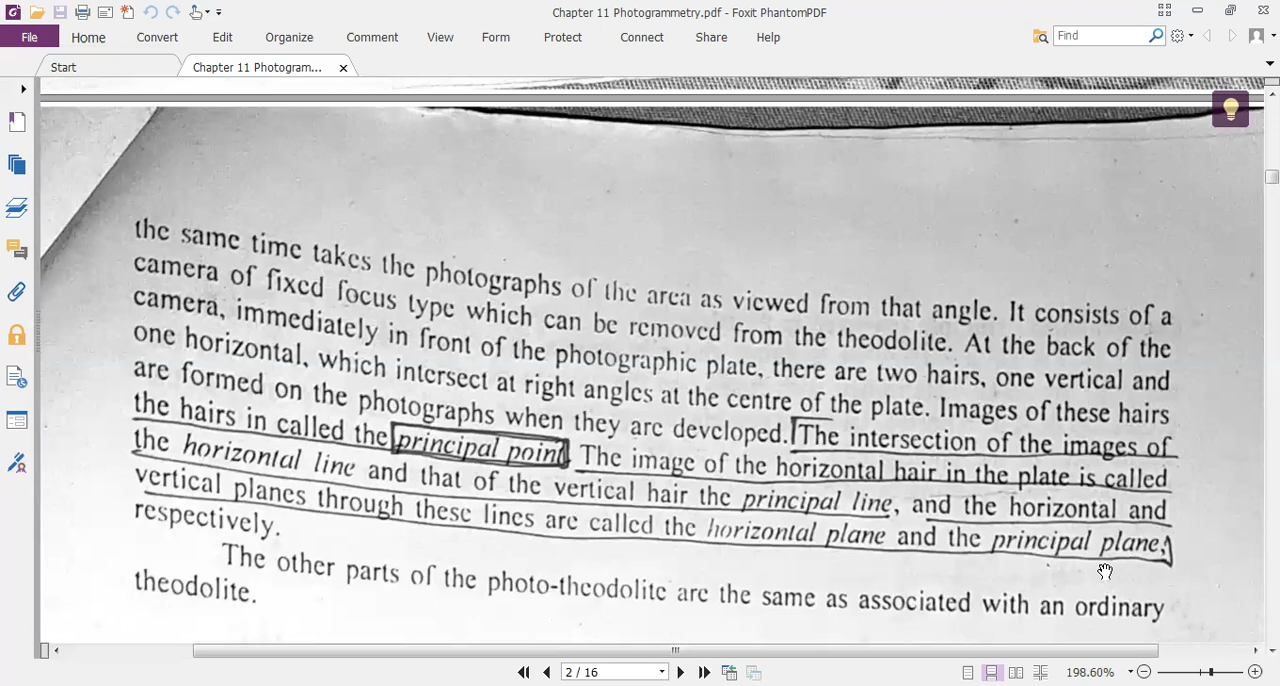 Chapter 11 Photogrammetry.pdf - Foxit PhantomPDF
File Home Convert Edit Organize Comment View Form Protect Connect Share Help Find
Start Chapter 11 Photogram...
the same time takes the photographs of the area as viewed from that angle. It consists of a
camera of fixed focus type which can be removed from the theodolite. At the back of the
camera, immediately in front of the photographic plate, there are two hairs, one vertical and
one horizontal, which intersect at right angles at the centre of the plate. Images of these hairs
are formed on the photographs when they are developed. The intersection of the images of
the hairs in called the principal point. The image of the horizontal hair in the plate is called
the horizontal line and that of the vertical hair the principal line, and the horizontal and
vertical planes through these lines are called the horizontal plane and the principal plane,
respectively.
The other parts of the photo-theodolite are the same as associated with an ordinary
theodolite.
2 / 16
198.60%